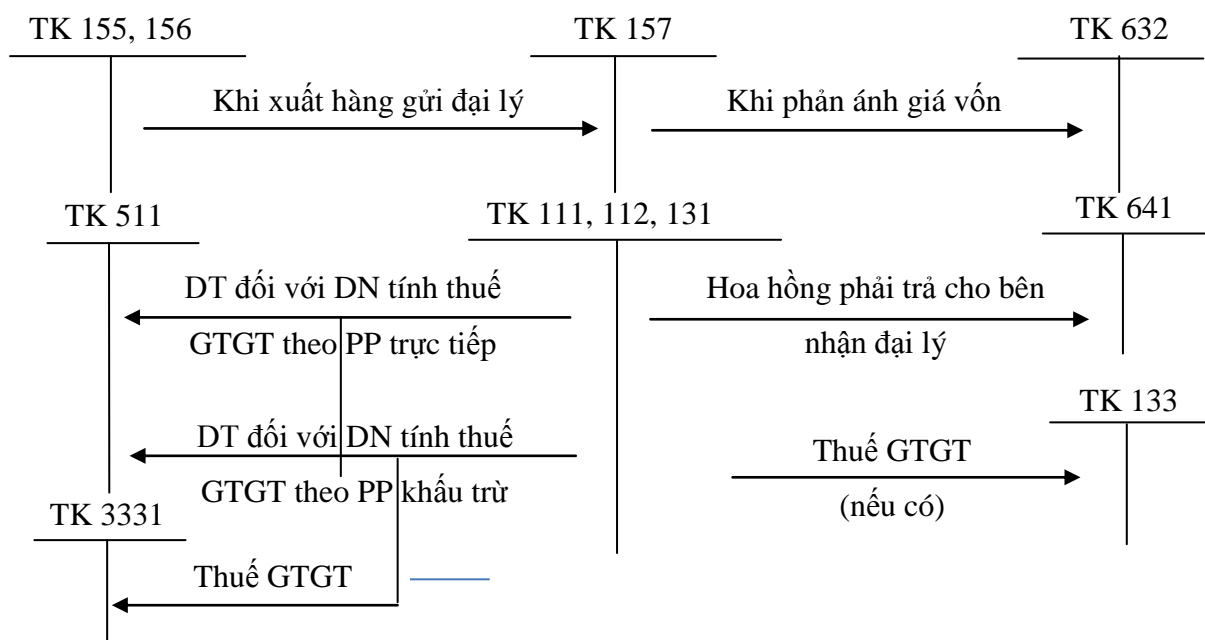 TK 155, 156
TK 157
TK 632
Khi xuất hàng gửi đại lý
Khi phản ánh giá vốn
TK 511
TK 111, 112, 131
TK 641
DT đối với DN tính thuế
GTGT theo PP trực tiếp
Hoa hồng phải trả cho bên
nhận đại lý
TK 133
DT đối với DN tính thuế
GTGT theo PP khấu trừ
Thuế GTGT
(nếu có)
TK 3331
Thuế GTGT